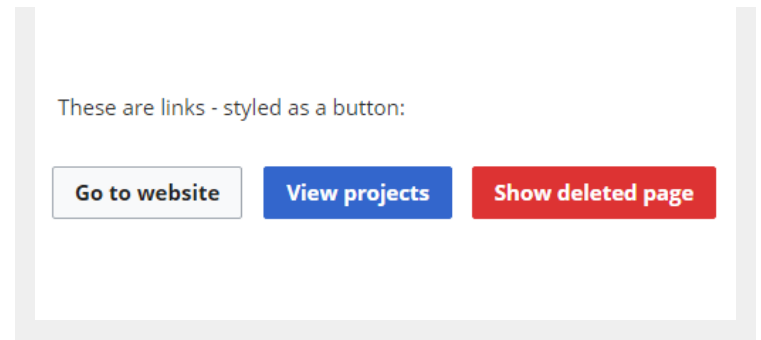 These are links - styled as a button:
Go to website View projects Show deleted page